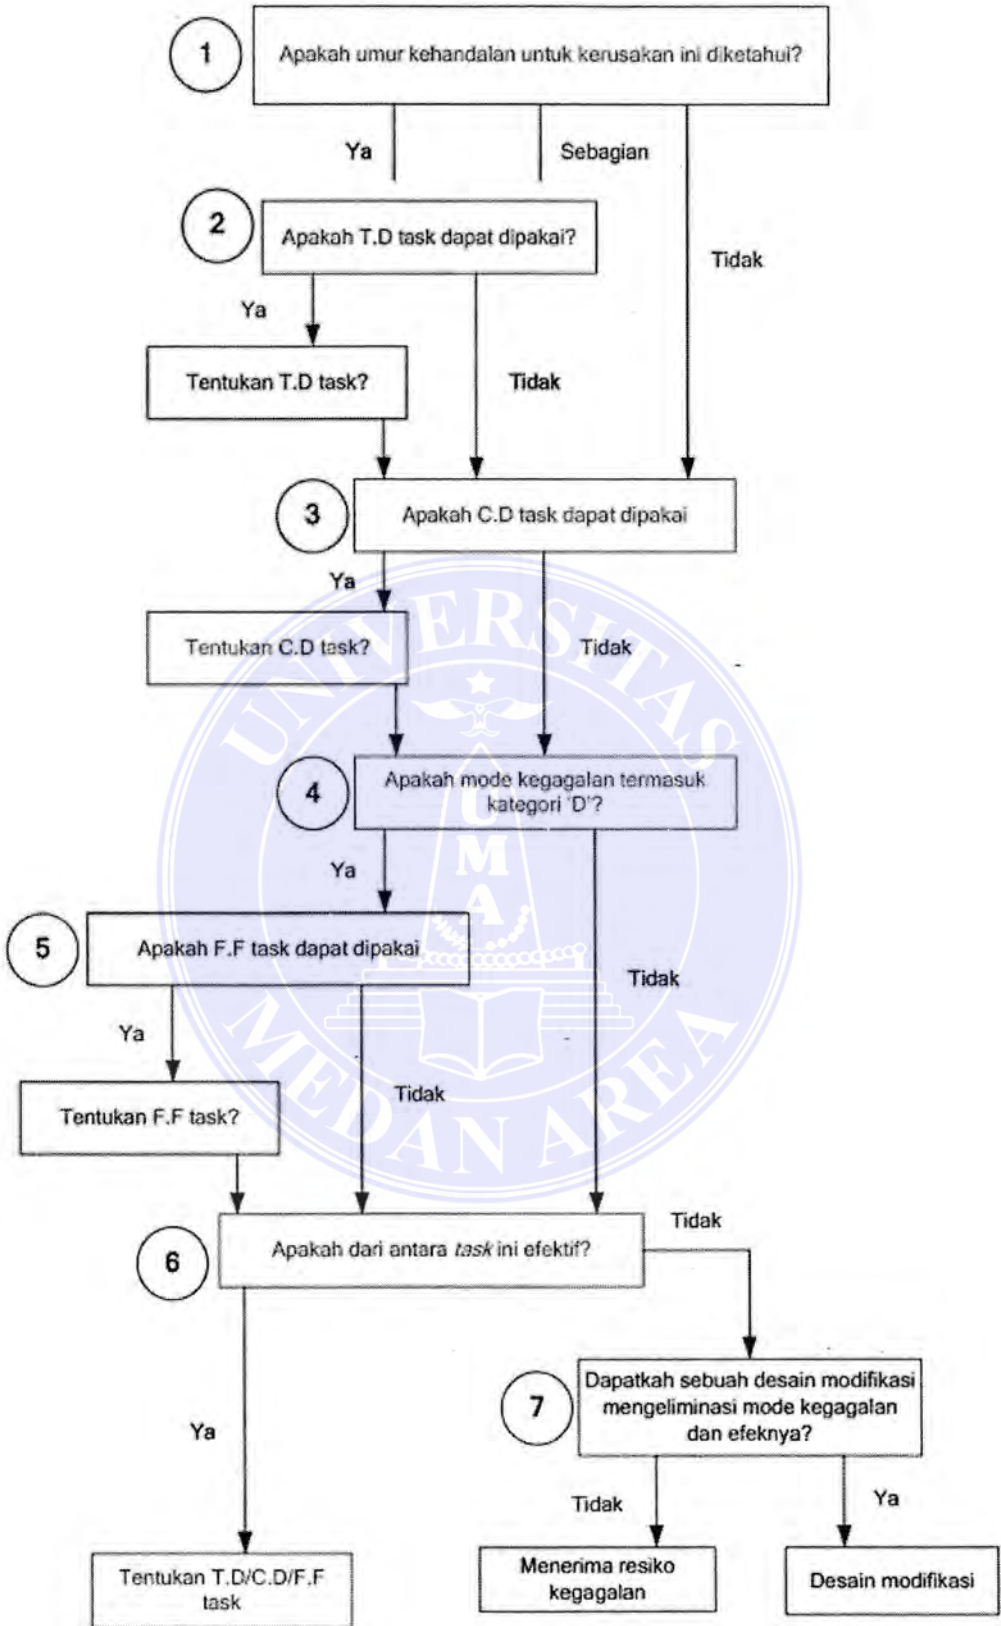 1
Apakah umur kehandalan untuk kerusakan ini diketahui?
Ya
Sebagian
2
Apakah T.D task dapat dipakai?
Tidak
Ya
Tentukan T.D task?
Tidak
3
Apakah C.D task dapat dipakai
Ya
Tentukan C.D task?
Tidak
4
Apakah mode kegagalan termasuk
kategori 'D'?
Ya
5
Apakah F.F task dapat dipakai
Tidak
Ya
Tentukan F.F task?
Tidak
6
Apakah dari antara task ini efektif?
Tidak
7
Dapatkah sebuah desain modifikasi
mengeliminasi mode kegagalan
dan efeknya?
Ya
Tidak
Ya
Tentukan T.D/C.D/F.F
task
Menerima resiko
kegagalan
Desain modifikasi
UNIVERSITAS
MEDAN AREA
U
M
A